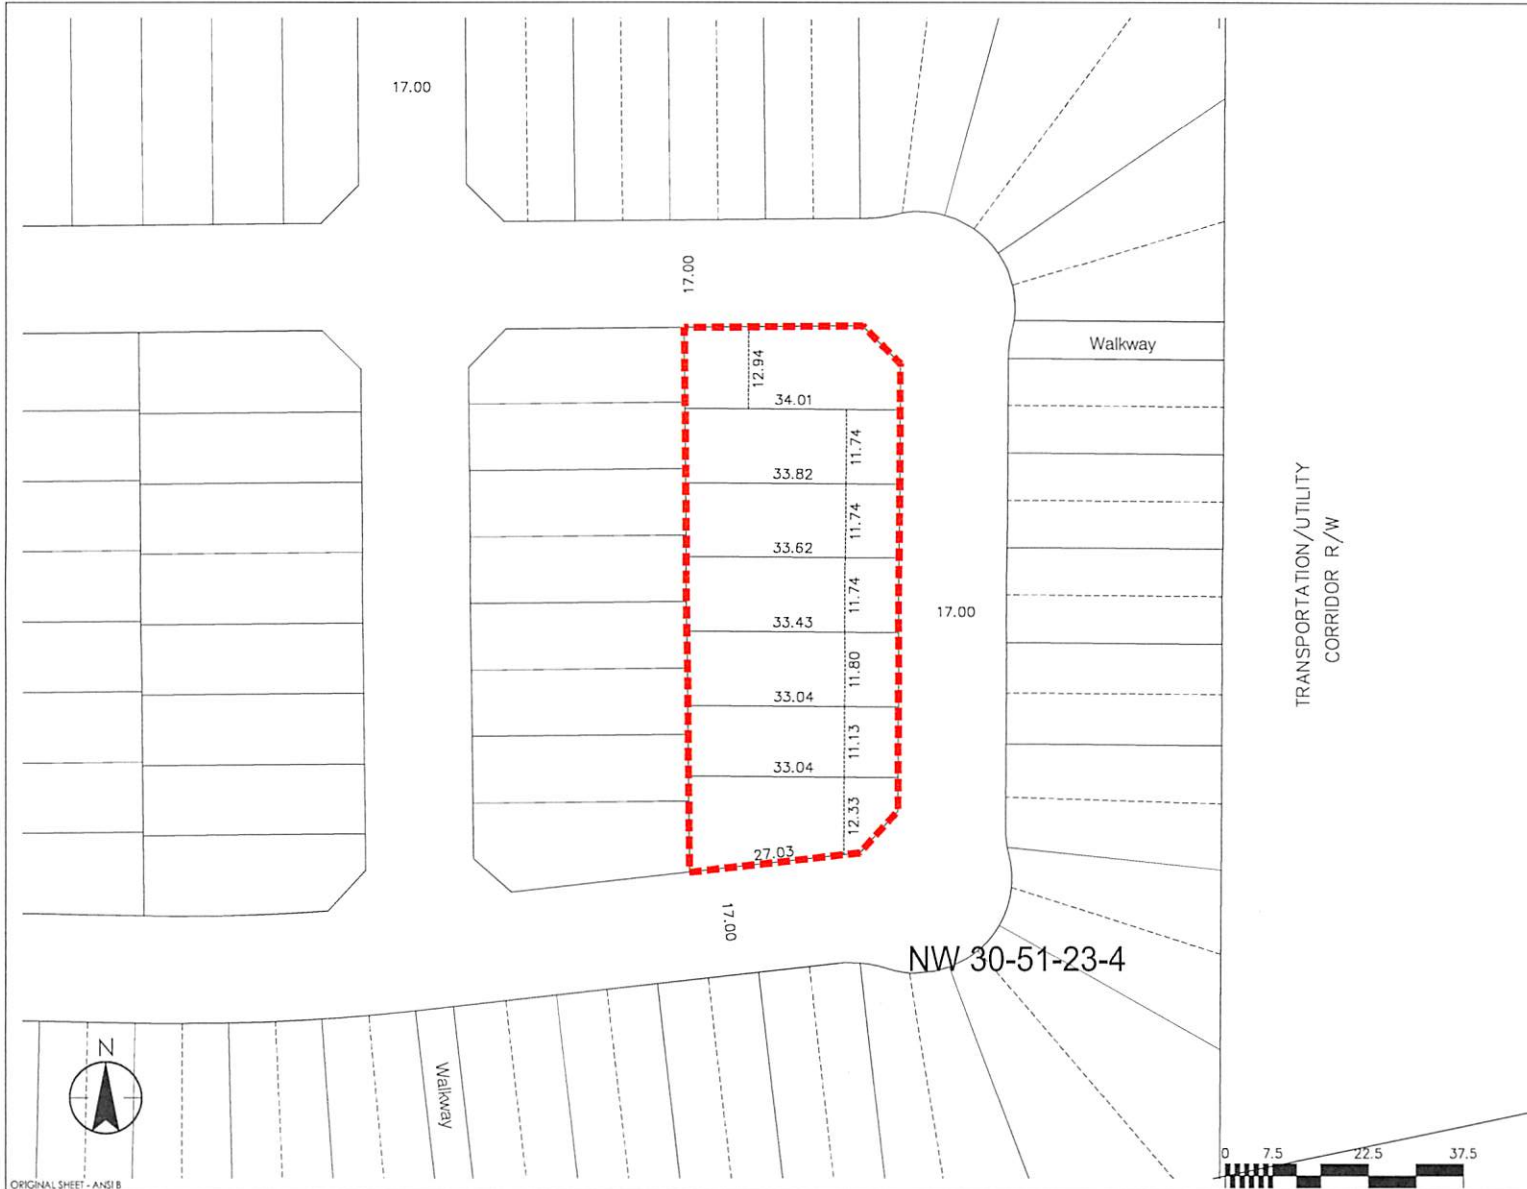 17.00
17.00
Walkway
12.94
34.01
11.74
33.82
11.74
33.62
11.74
33.43
11.80
33.04
11.13
33.04
12.33
27.03
17.00
17.00
TRANSPORTATION/UTILITY
CORRIDOR R/W
NW 30-51-23-4
N
Walkway
0 7.5 22.5 37.5
ORIGINAL SHEET - ANSI B